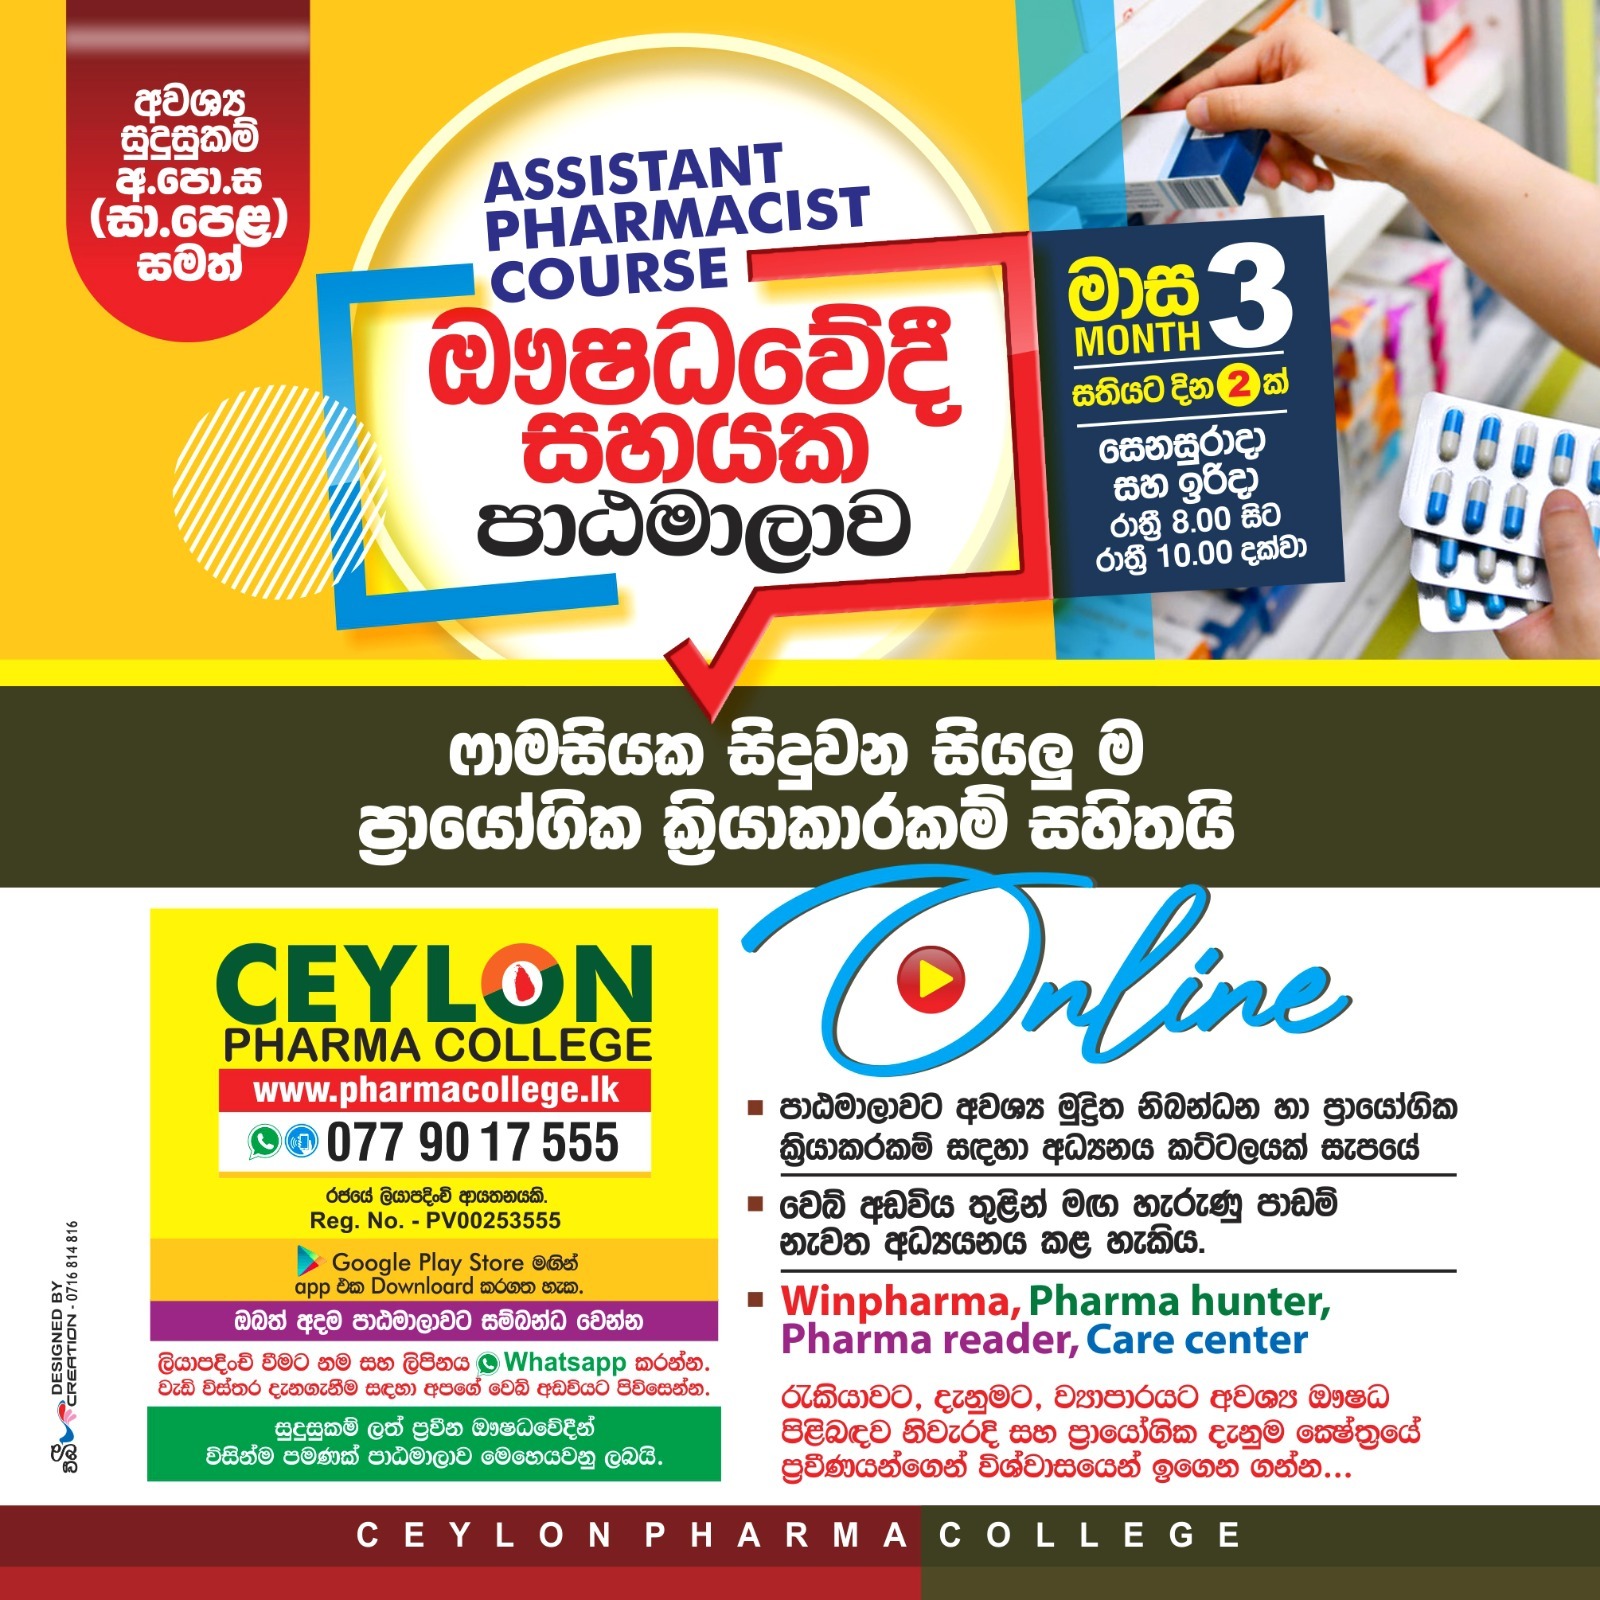 අවශ්‍ය
සුදුසුකම්
අ.පො.ස
(සා.පෙළ)
සමත්
ASSISTANT
PHARMACIST
COURSE
ඖෂධවේදී
සහයක
පාඨමාලාව
මාස 3
MONTH
සතියට දින 2 ක්
සෙනසුරාදා
සහ ඉරිදා
රාත්‍රී 8.00 සිට
රාත්‍රී 10.00 දක්වා
ෆාමසියක සිදුවන සියලු ම
ප්‍රායෝගික ක්‍රියාකාරකම් සහිතයි
CEYLON
PHARMA COLLEGE
www.pharmacollege.lk
077 90 17 555
රජයේ ලියාපදිංචි ආයතනයකි.
Reg. No. - PV00253555
Google Play Store මඟින්
app එක Downloard කරගත හැක.
ඔබත් අදම පාඨමාලාවට සම්බන්ධ වෙන්න
ලියාපදිංචි වීමට නම සහ ලිපිනය Whatsapp කරන්න.
වැඩි විස්තර දැනගැනීම සඳහා අපගේ වෙබ් අඩවියට පිවිසෙන්න.
සුදුසුකම් ලත් ප්‍රවීන ඖෂධවේදීන්
විසින්ම පමණක් පාඨමාලාව මෙහෙයවනු ලබයි.
Online
▪ පාඨමාලාවට අවශ්‍ය මුද්‍රිත නිබන්ධන හා ප්‍රායෝගික
ක්‍රියාකරකම් සඳහා අධ්‍යනය කට්ටලයක් සැපයේ
▪ වෙබ් අඩවිය තුළින් මඟ හැරුණු පාඩම්
නැවත අධ්‍යයනය කළ හැකිය.
▪ Winpharma, Pharma hunter,
Pharma reader, Care center
රැකියාවට, දැනුමට, ව්‍යාපාරයට අවශ්‍ය ඖෂධ
පිළිබඳව නිවැරදි සහ ප්‍රායෝගික දැනුම ක්‍ෂේත්‍රයේ
ප්‍රවීණයන්ගෙන් විශ්වාසයෙන් ඉගෙන ගන්න...
DESIGNED BY
CREATION - 0716 814 816
CEYLON PHARMA COLLEGE